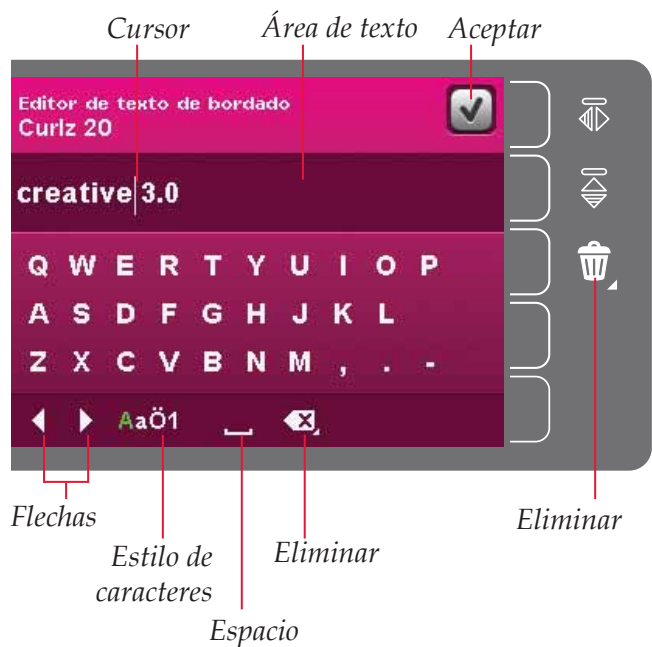 Cursor Área de texto Aceptar
Editor de texto de bordado
Curlz 20
creative 3.0
Q W E R T Y U I O P
A S D F G H J K L
Z X C V B N M , . -
AaÖ1
Flechas
Eliminar
Estilo de caracteres
Eliminar
Espacio